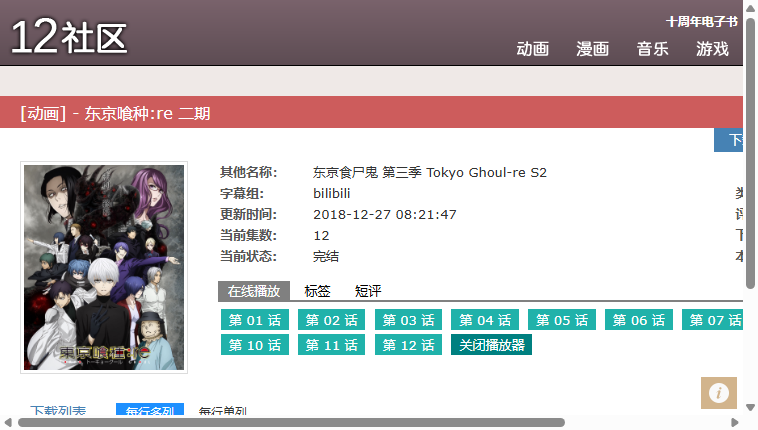 12社区
十周年电子书
动画 漫画 音乐 游戏
[动画] - 东京喰种:re 二期
其他名称: 东京食尸鬼 第三季 Tokyo Ghoul-re S2
字幕组: bilibili
更新时间: 2018-12-27 08:21:47
当前集数: 12
当前状态: 完结
在线播放 标签 短评
第 01 话 第 02 话 第 03 话 第 04 话 第 05 话 第 06 话 第 07 话
第 10 话 第 11 话 第 12 话 关闭播放器
東京喰種:re
下载列表 每行多列 每行单列